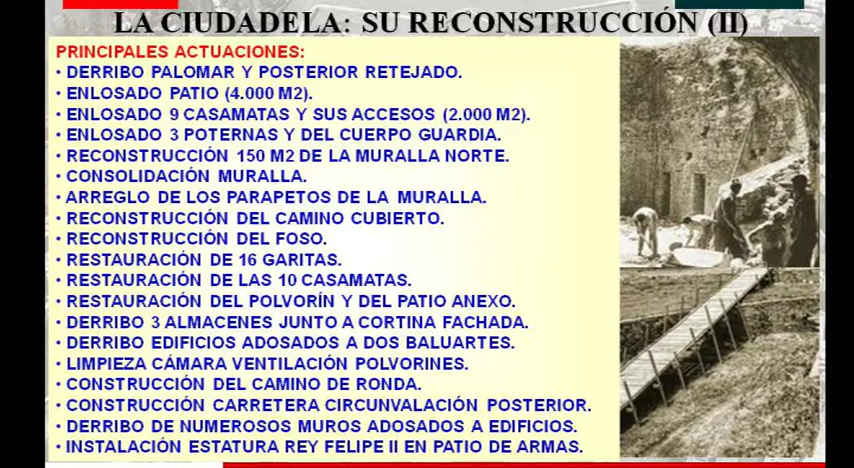 LA CIUDADELA: SU RECONSTRUCCIÓN (II)
PRINCIPALES ACTUACIONES:
• DERRIBO PALOMAR Y POSTERIOR RETEJADO.
• ENLOSADO PATIO (4.000 M2).
• ENLOSADO 9 CASAMATAS Y SUS ACCESOS (2.000 M2).
• ENLOSADO 3 POTERNAS Y DEL CUERPO GUARDIA.
• RECONSTRUCCIÓN 150 M2 DE LA MURALLA NORTE.
• CONSOLIDACIÓN MURALLA.
• ARREGLO DE LOS PARAPETOS DE LA MURALLA.
• RECONSTRUCCIÓN DEL CAMINO CUBIERTO.
• RECONSTRUCCIÓN DEL FOSO.
• RESTAURACIÓN DE 16 GARITAS.
• RESTAURACIÓN DE LAS 10 CASAMATAS.
• RESTAURACIÓN DEL POLVORÍN Y DEL PATIO ANEXO.
• DERRIBO 3 ALMACENES JUNTO A CORTINA FACHADA.
• DERRIBO EDIFICIOS ADOSADOS A DOS BALUARTES.
• LIMPIEZA CÁMARA VENTILACIÓN POLVORINES.
• CONSTRUCCIÓN DEL CAMINO DE RONDA.
• CONSTRUCCIÓN CARRETERA CIRCUNVALACIÓN POSTERIOR.
• DERRIBO DE NUMEROSOS MUROS ADOSADOS A EDIFICIOS.
• INSTALACIÓN ESTATURA REY FELIPE II EN PATIO DE ARMAS.